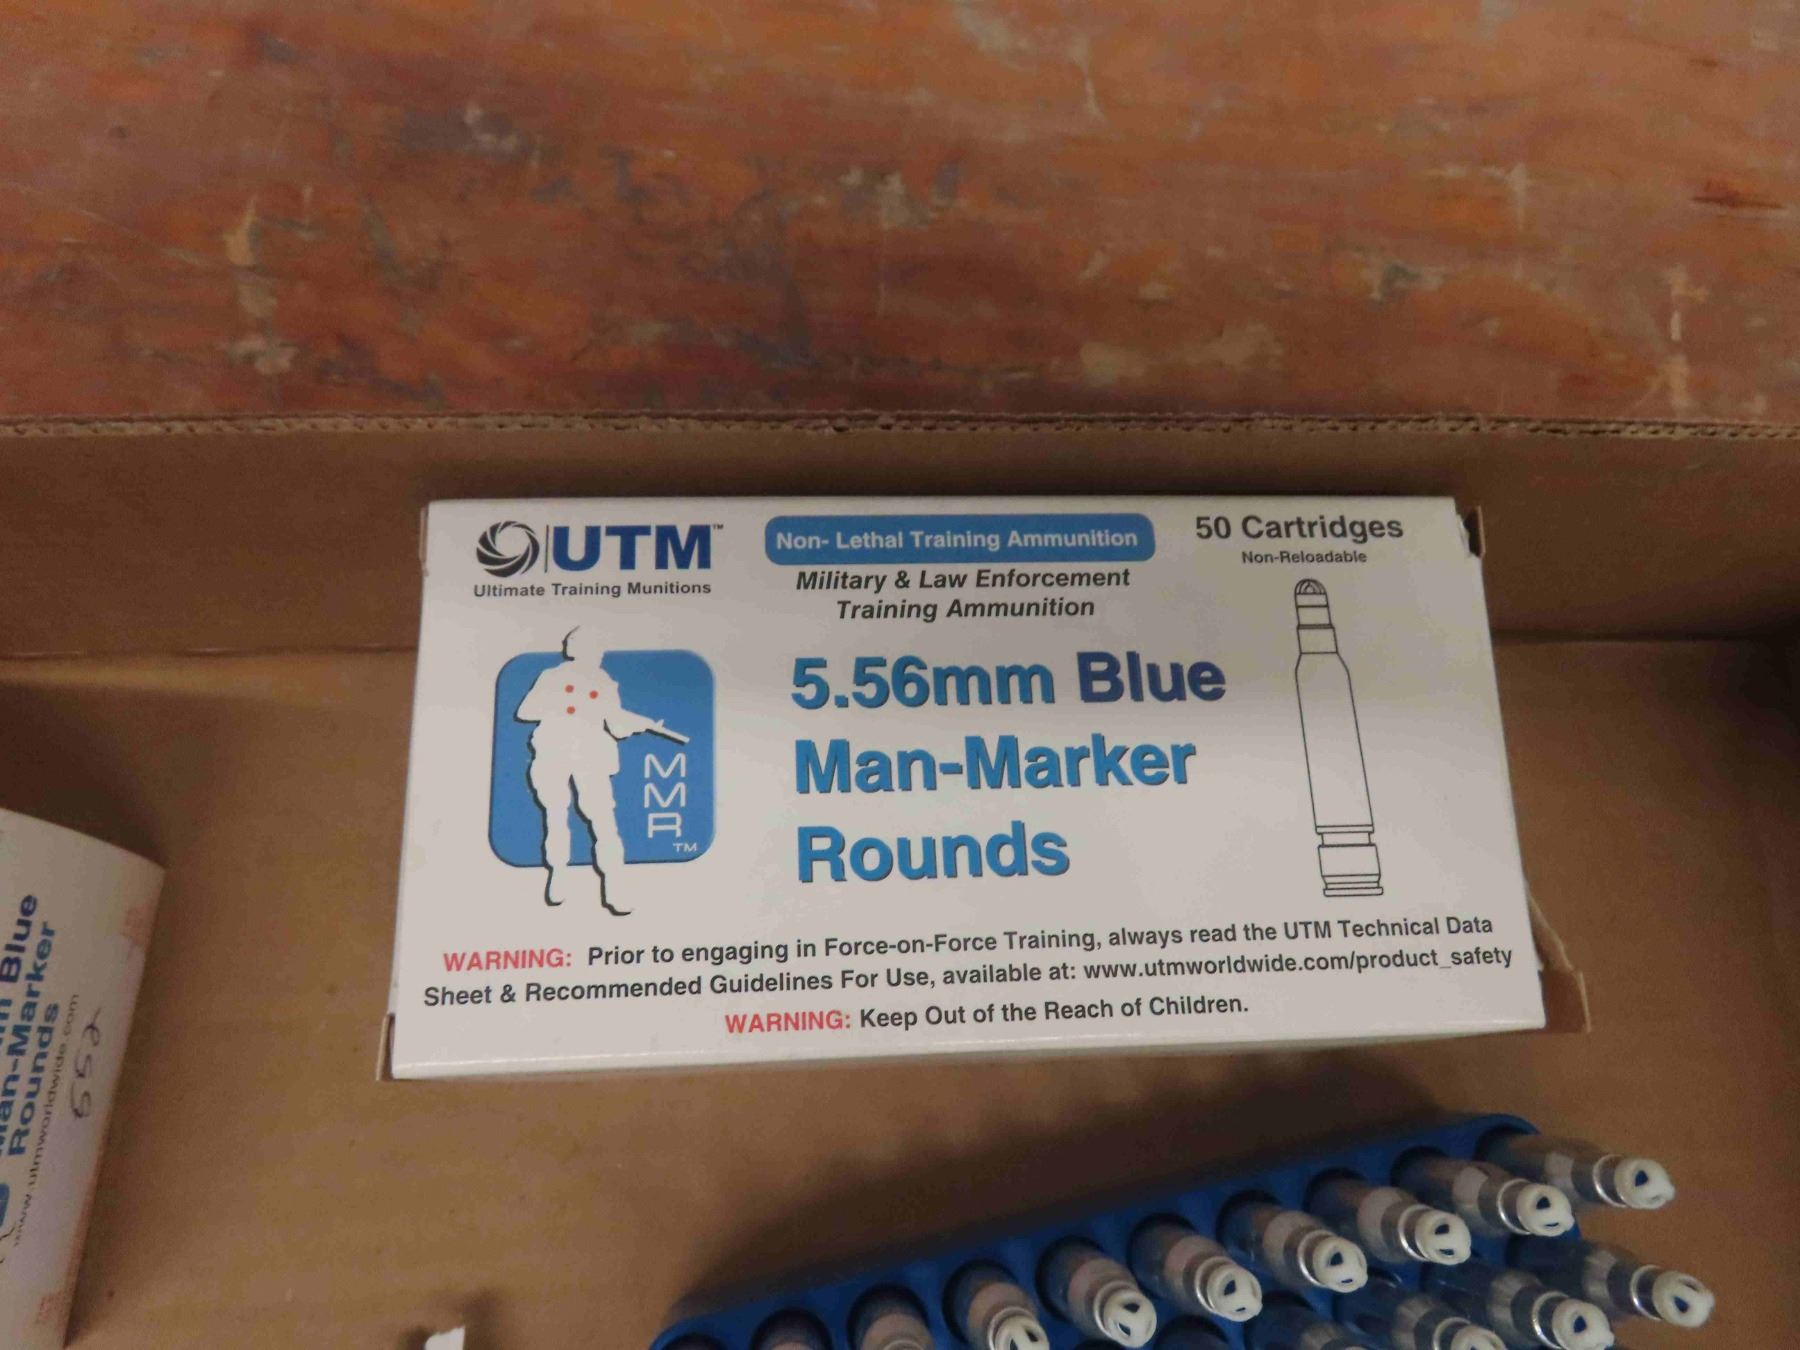 UTM™
Ultimate Training Munitions
Non- Lethal Training Ammunition
Military & Law Enforcement
Training Ammunition
50 Cartridges
Non-Reloadable
MMR™
5.56mm Blue
Man-Marker
Rounds
WARNING: Prior to engaging in Force-on-Force Training, always read the UTM Technical Data
Sheet & Recommended Guidelines For Use, available at: www.utmworldwide.com/product_safety
WARNING: Keep Out of the Reach of Children.
Blue
Man-Marker
Rounds
www.utmworldwide.com
552